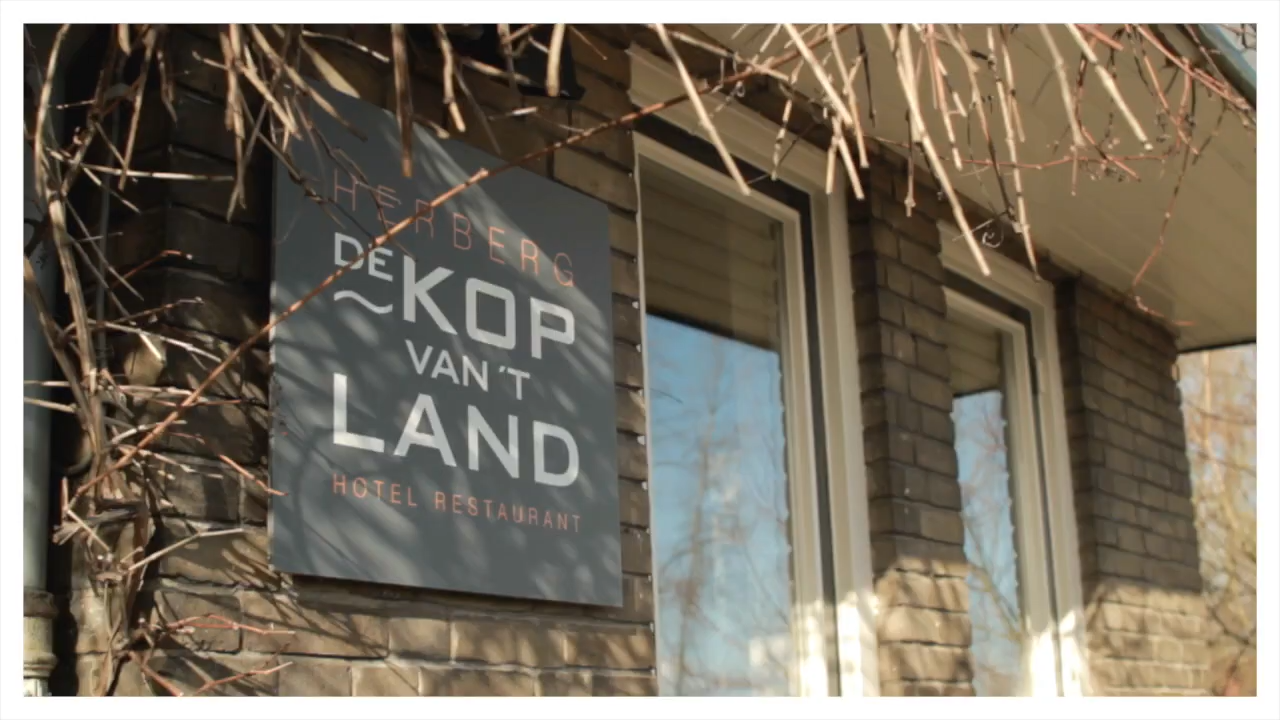 HERBERG
DE KOP
VAN 'T
LAND
HOTEL RESTAURANT